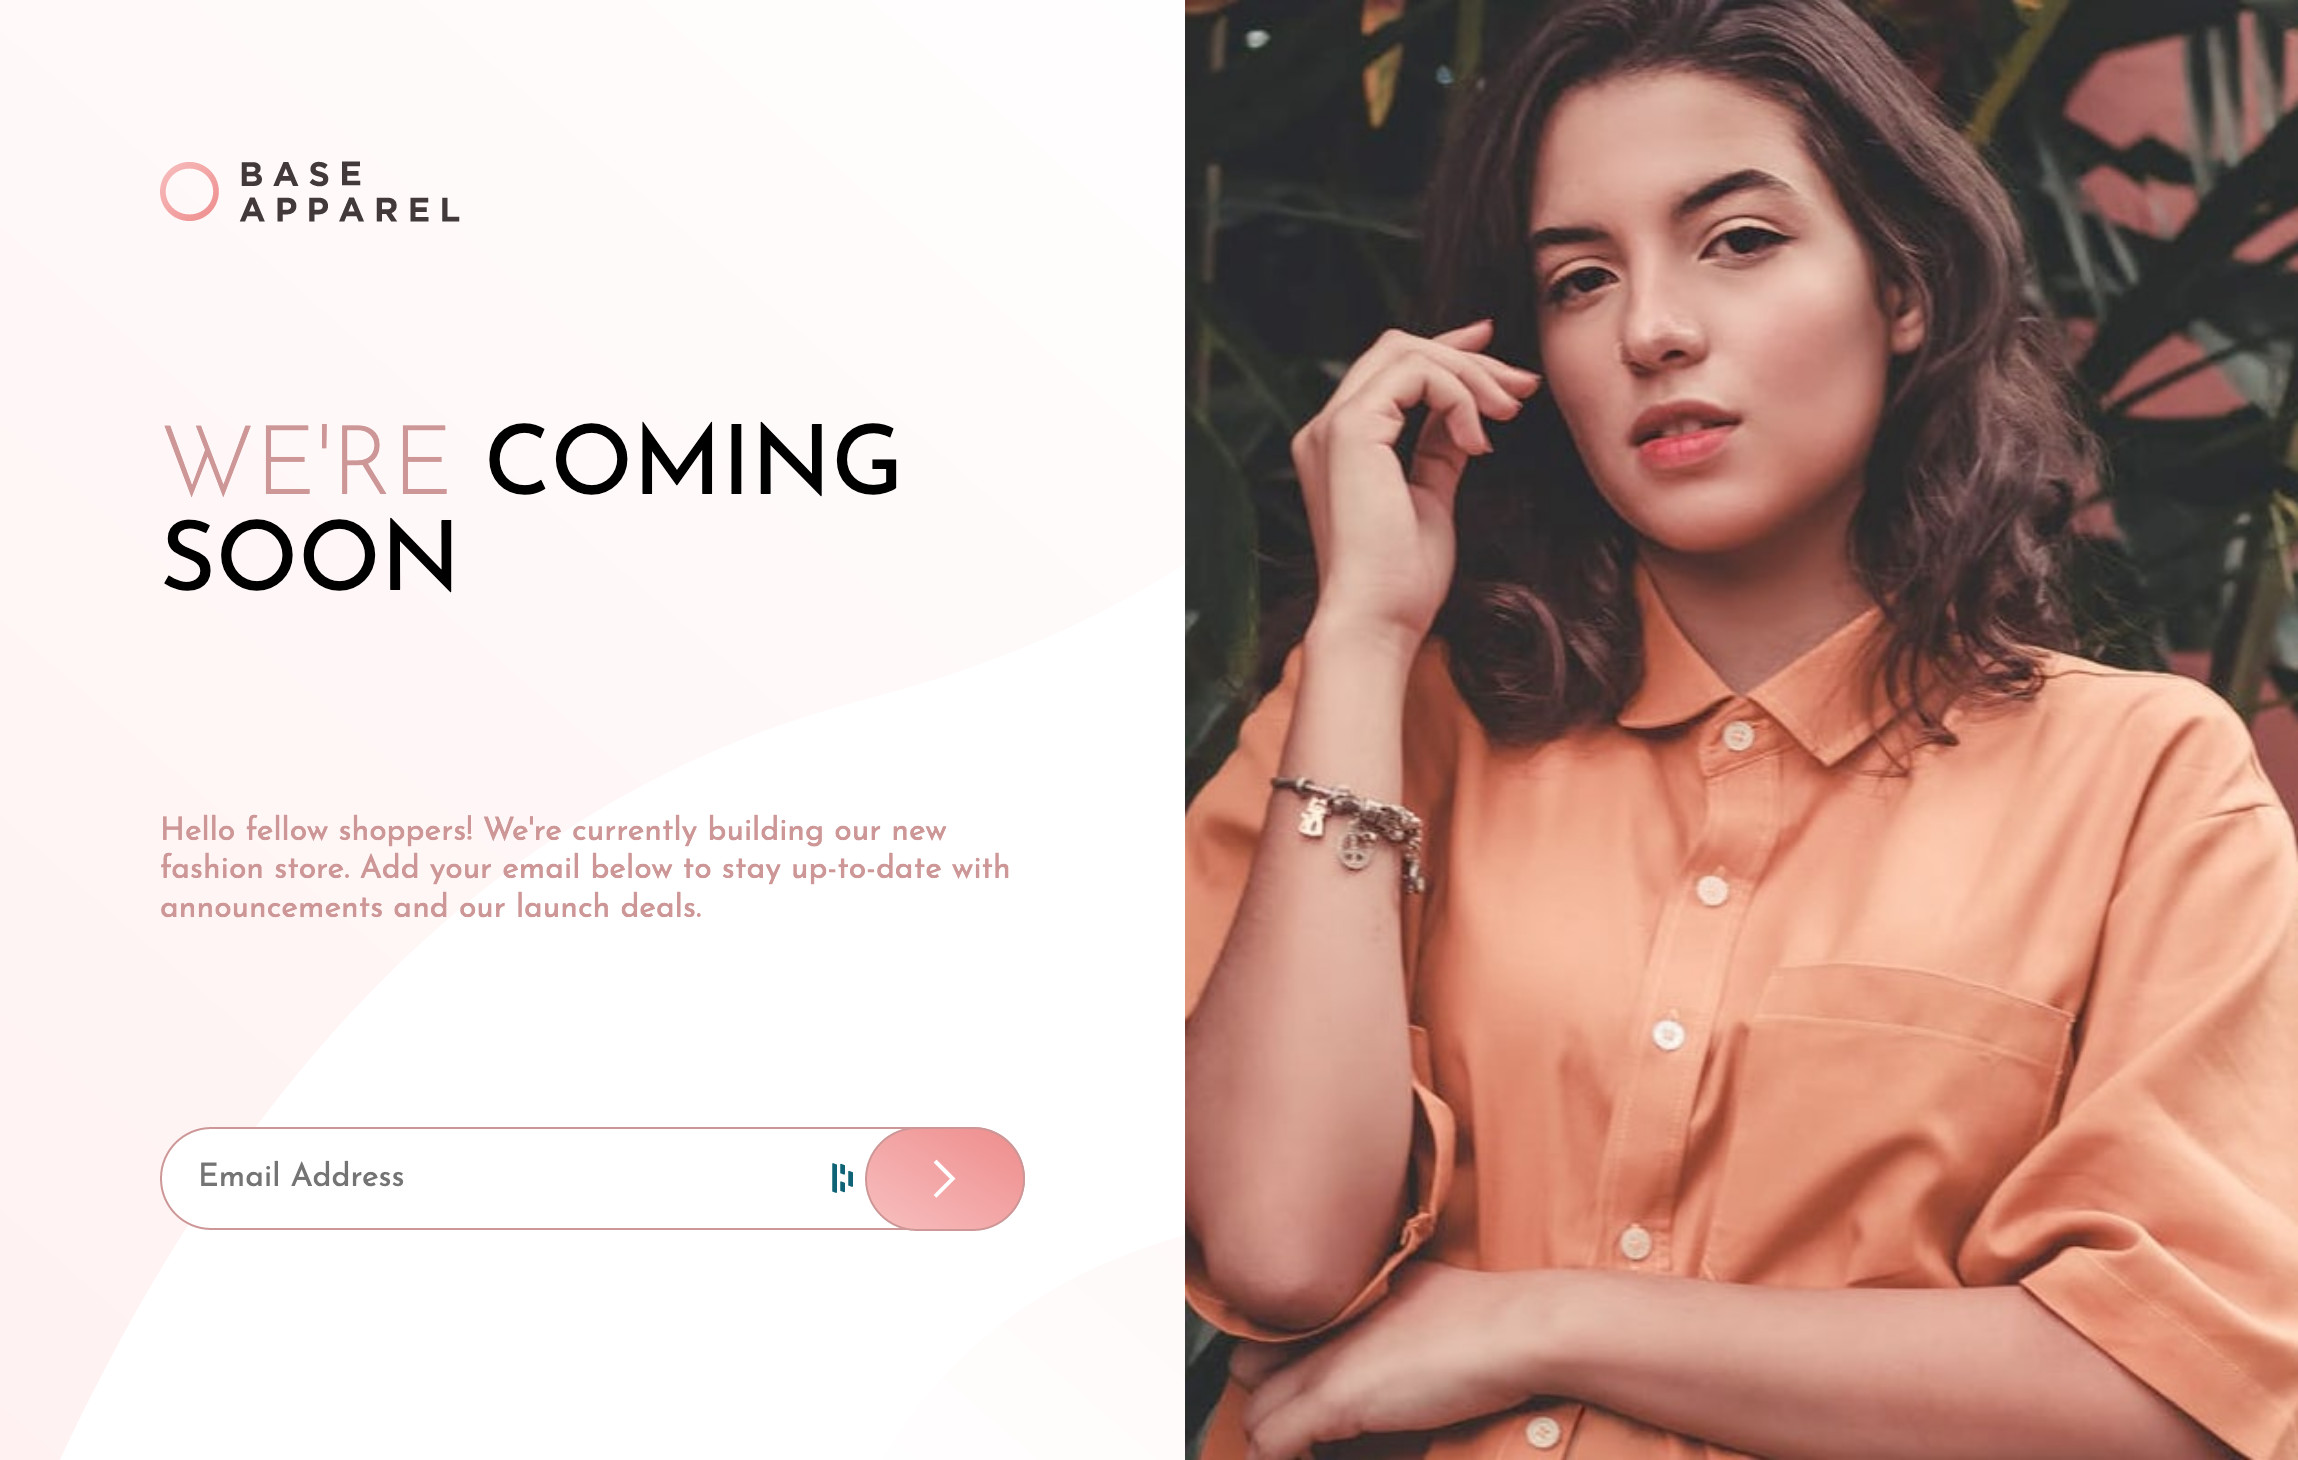 BASE
APPAREL
WE'RE COMING
SOON
Hello fellow shoppers! We're currently building our new
fashion store. Add your email below to stay up-to-date with
announcements and our launch deals.
Email Address